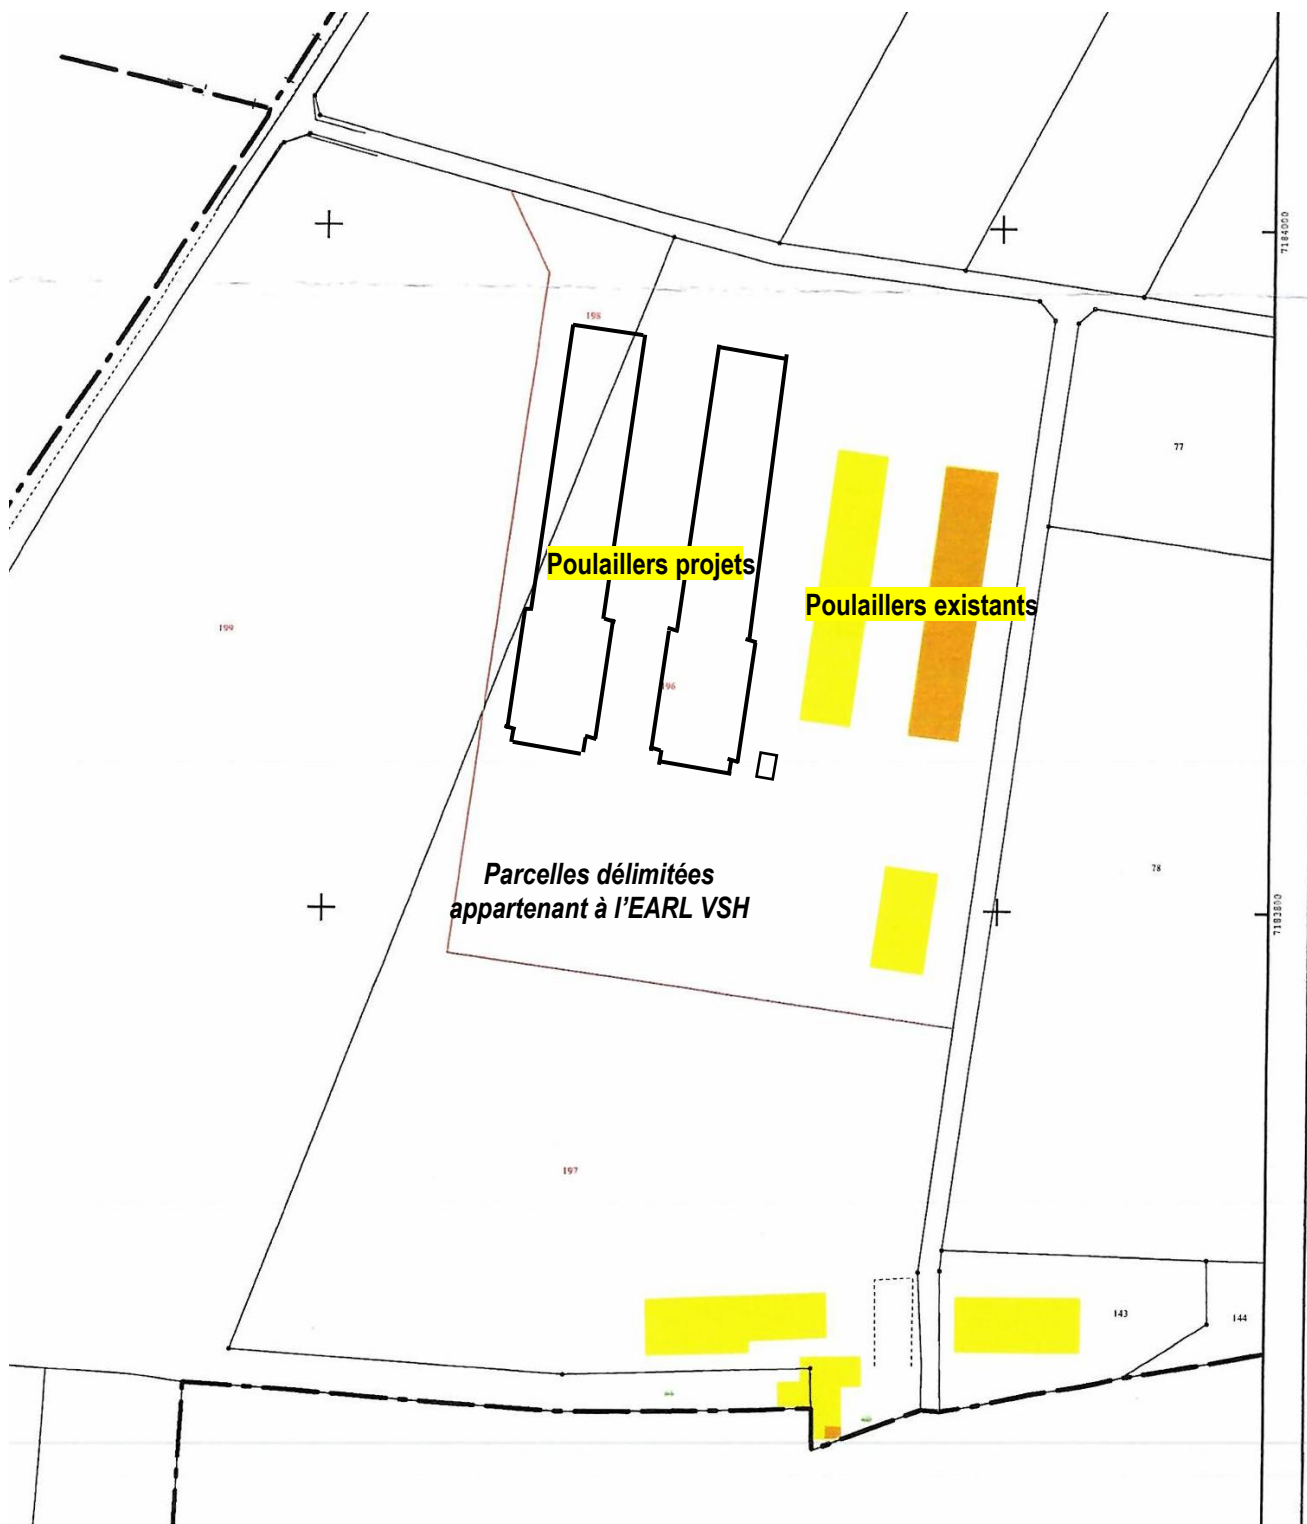 7184000
198
77
Poulaillers projets
Poulaillers existants
199
196
Parcelles délimitées
appartenant à l'EARL VSH
78
7183800
197
143
144